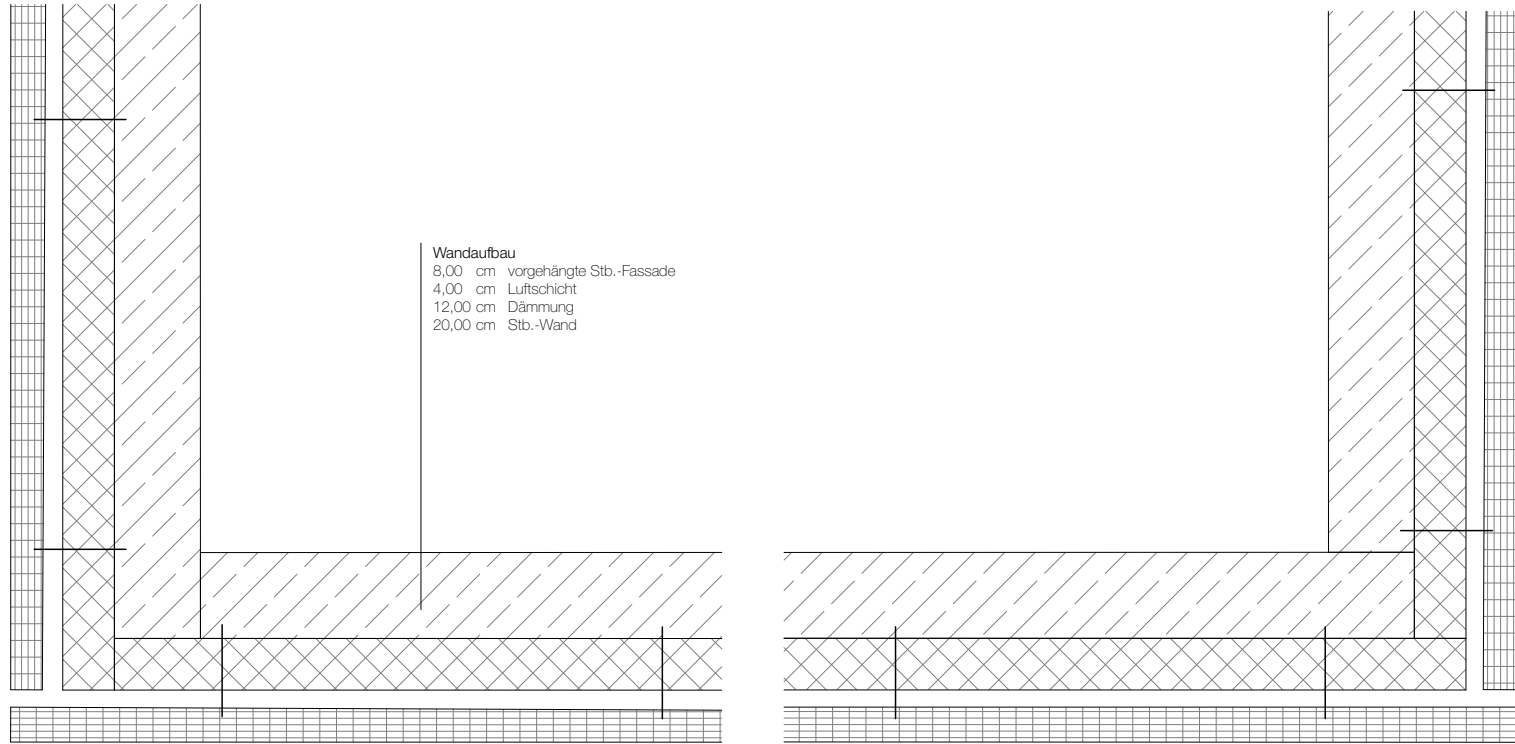 Wandaufbau
8,00 cm vorgehängte Stb.-Fassade
4,00 cm Luftschicht
12,00 cm Dämmung
20,00 cm Stb.-Wand